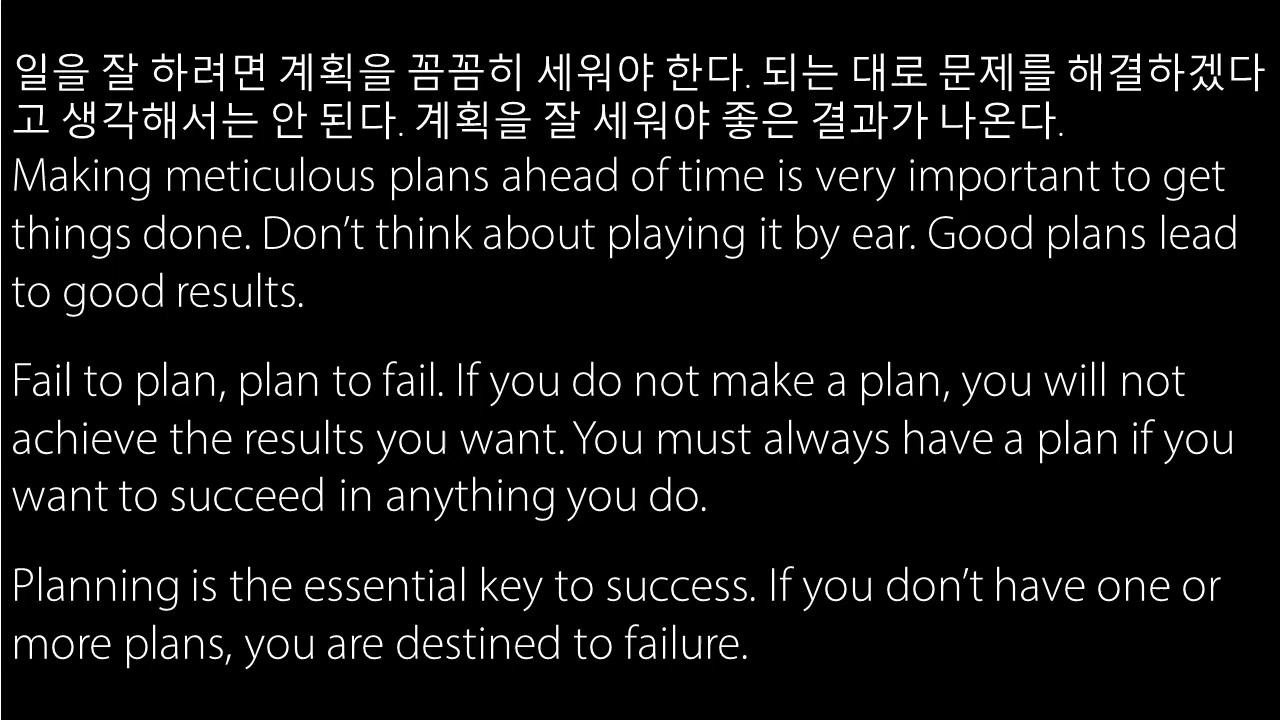 일을 잘 하려면 계획을 꼼꼼히 세워야 한다. 되는 대로 문제를 해결하겠다
고 생각해서는 안 된다. 계획을 잘 세워야 좋은 결과가 나온다.
Making meticulous plans ahead of time is very important to get
things done. Don’t think about playing it by ear. Good plans lead
to good results.
Fail to plan, plan to fail. If you do not make a plan, you will not
achieve the results you want. You must always have a plan if you
want to succeed in anything you do.
Planning is the essential key to success. If you don’t have one or
more plans, you are destined to failure.